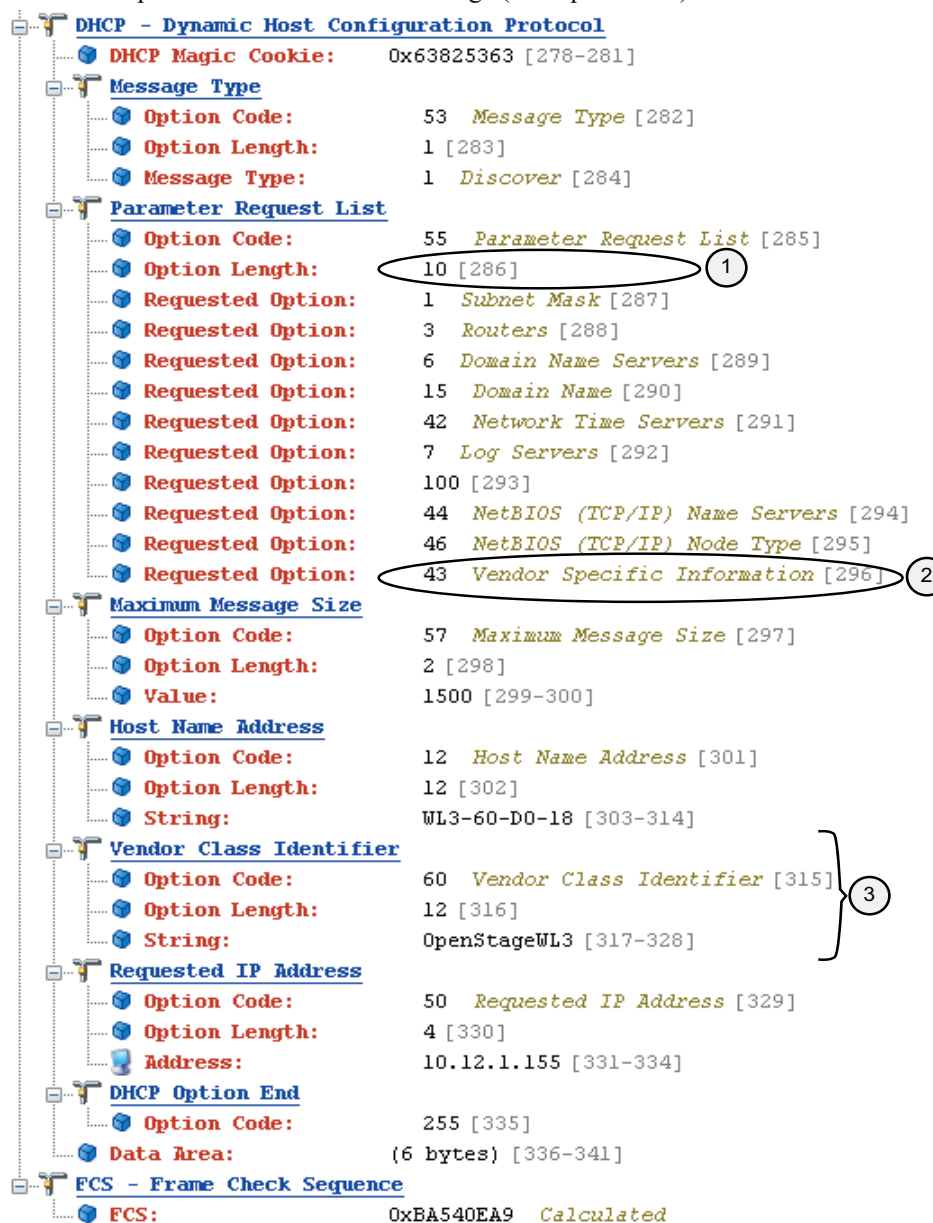 DHCP - Dynamic Host Configuration Protocol
DHCP Magic Cookie: 0x63825363 [278-281]
Message Type
Option Code: 53 Message Type [282]
Option Length: 1 [283]
Message Type: 1 Discover [284]
Parameter Request List
Option Code: 55 Parameter Request List [285]
Option Length: 10 [286] 1
Requested Option: 1 Subnet Mask [287]
Requested Option: 3 Routers [288]
Requested Option: 6 Domain Name Servers [289]
Requested Option: 15 Domain Name [290]
Requested Option: 42 Network Time Servers [291]
Requested Option: 7 Log Servers [292]
Requested Option: 100 [293]
Requested Option: 44 NetBIOS (TCP/IP) Name Servers [294]
Requested Option: 46 NetBIOS (TCP/IP) Node Type [295]
Requested Option: 43 Vendor Specific Information [296] 2
Maximum Message Size
Option Code: 57 Maximum Message Size [297]
Option Length: 2 [298]
Value: 1500 [299-300]
Host Name Address
Option Code: 12 Host Name Address [301]
Option Length: 12 [302]
String: WL3-60-D0-18 [303-314]
Vendor Class Identifier
Option Code: 60 Vendor Class Identifier [315]
Option Length: 12 [316] 3
String: OpenStageWL3 [317-328]
Requested IP Address
Option Code: 50 Requested IP Address [329]
Option Length: 4 [330]
Address: 10.12.1.155 [331-334]
DHCP Option End
Option Code: 255 [335]
Data Area: (6 bytes) [336-341]
FCS - Frame Check Sequence
FCS: 0xBA540EA9 Calculated